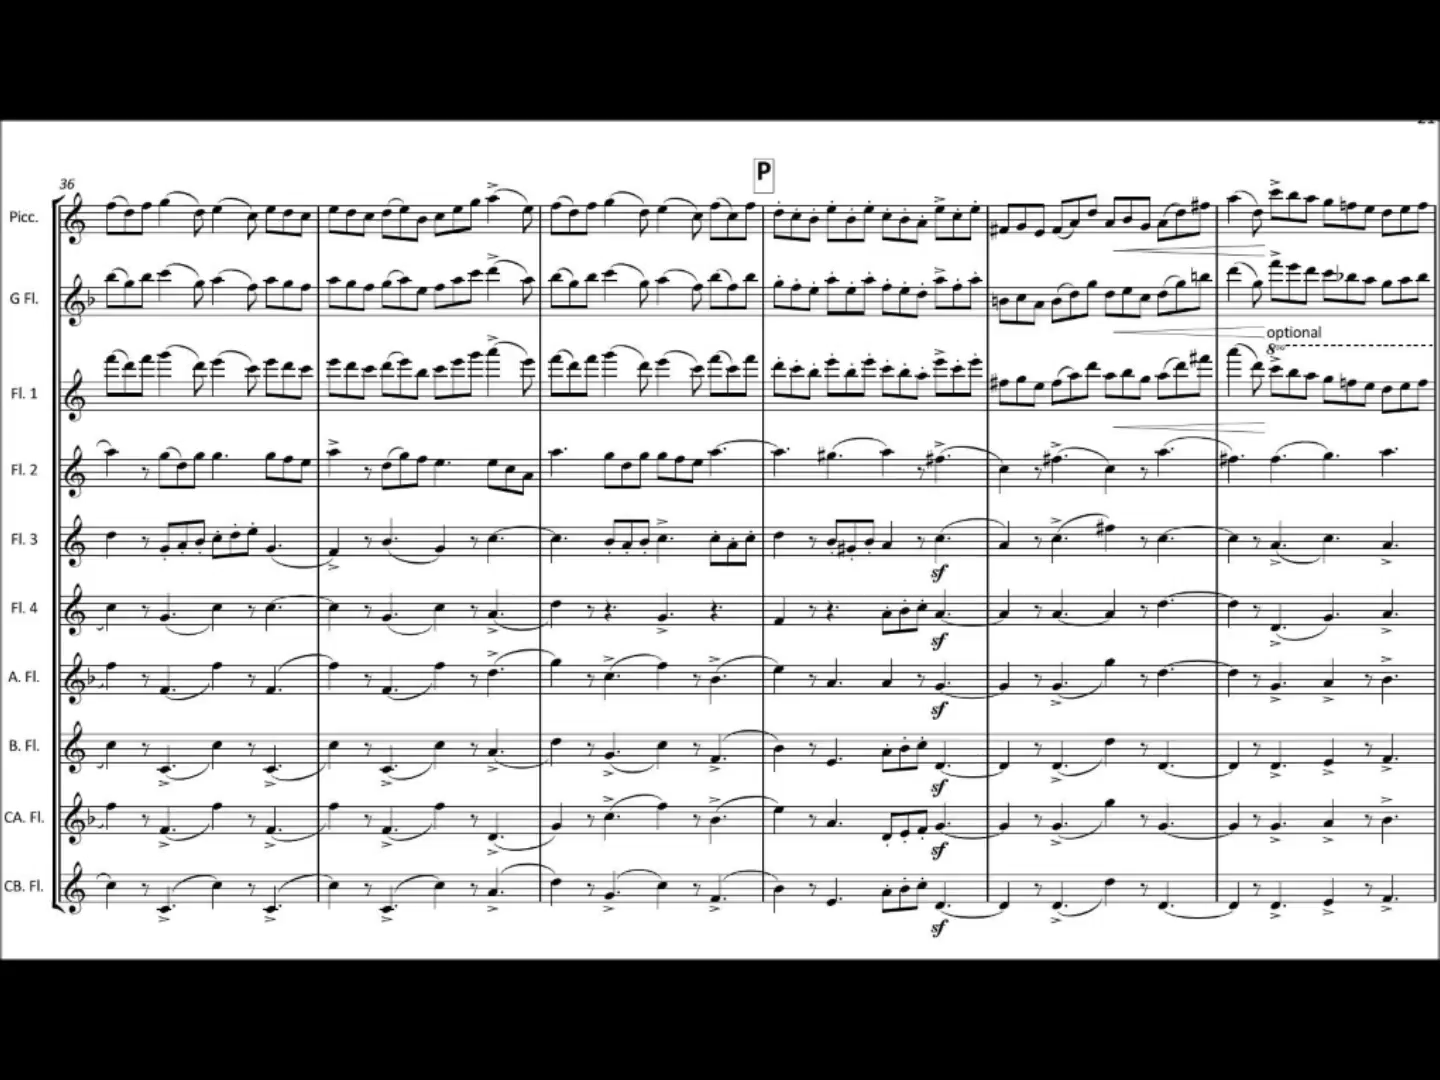 P
36
Picc.
G Fl.
optional
8va
Fl. 1
Fl. 2
Fl. 3
sf
Fl. 4
sf
A. Fl.
sf
B. Fl.
sf
CA. Fl.
sf
CB. Fl.
sf